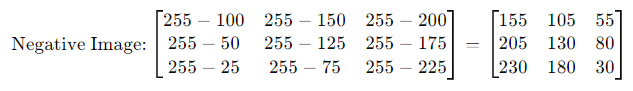 255 − 100 255 − 150 255 − 200 155 105 55
Negative Image: 255 − 50 255 − 125 255 − 175 = 205 130 80
255 − 25 255 − 75 255 − 225 230 180 30